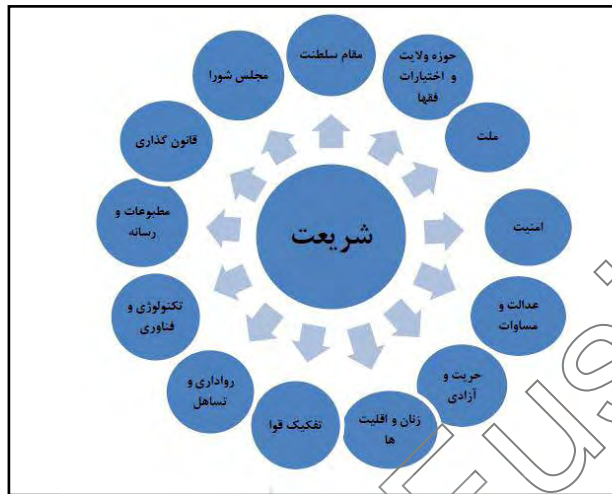 شریعت
مقام سلطنت
حوزه ولایت
و اختیارات
فقها
ملت
امنیت
عدالت و
مساوات
حریت و
آزادی
زنان و اقلیت
ها
تفکیک قوا
رواداری و
تساهل
تکنولوژی و
فناوری
مطبوعات و
رسانه
قانون گذاری
مجلس شورا